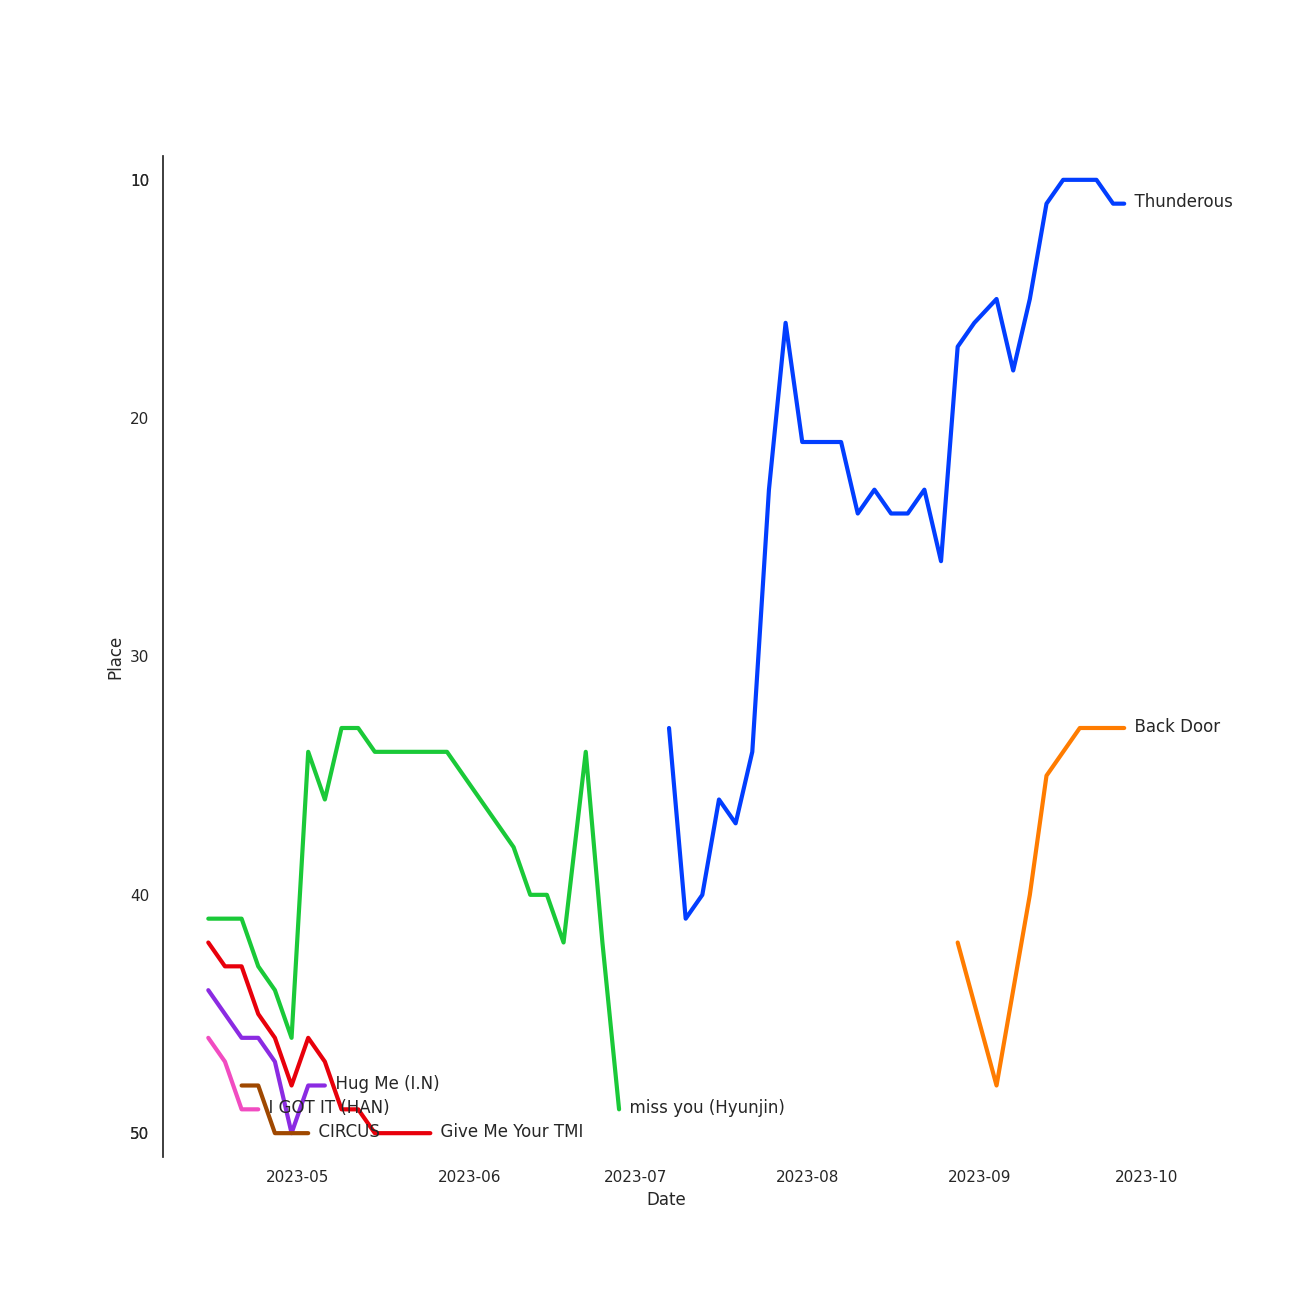 10
Thunderous
20
Place
30
Back Door
40
Hug Me (I.N)
I GOT IT (HAN)
miss you (Hyunjin)
50
CIRCUS
Give Me Your TMI
2023-05
2023-06
2023-07
2023-08
2023-09
2023-10
Date